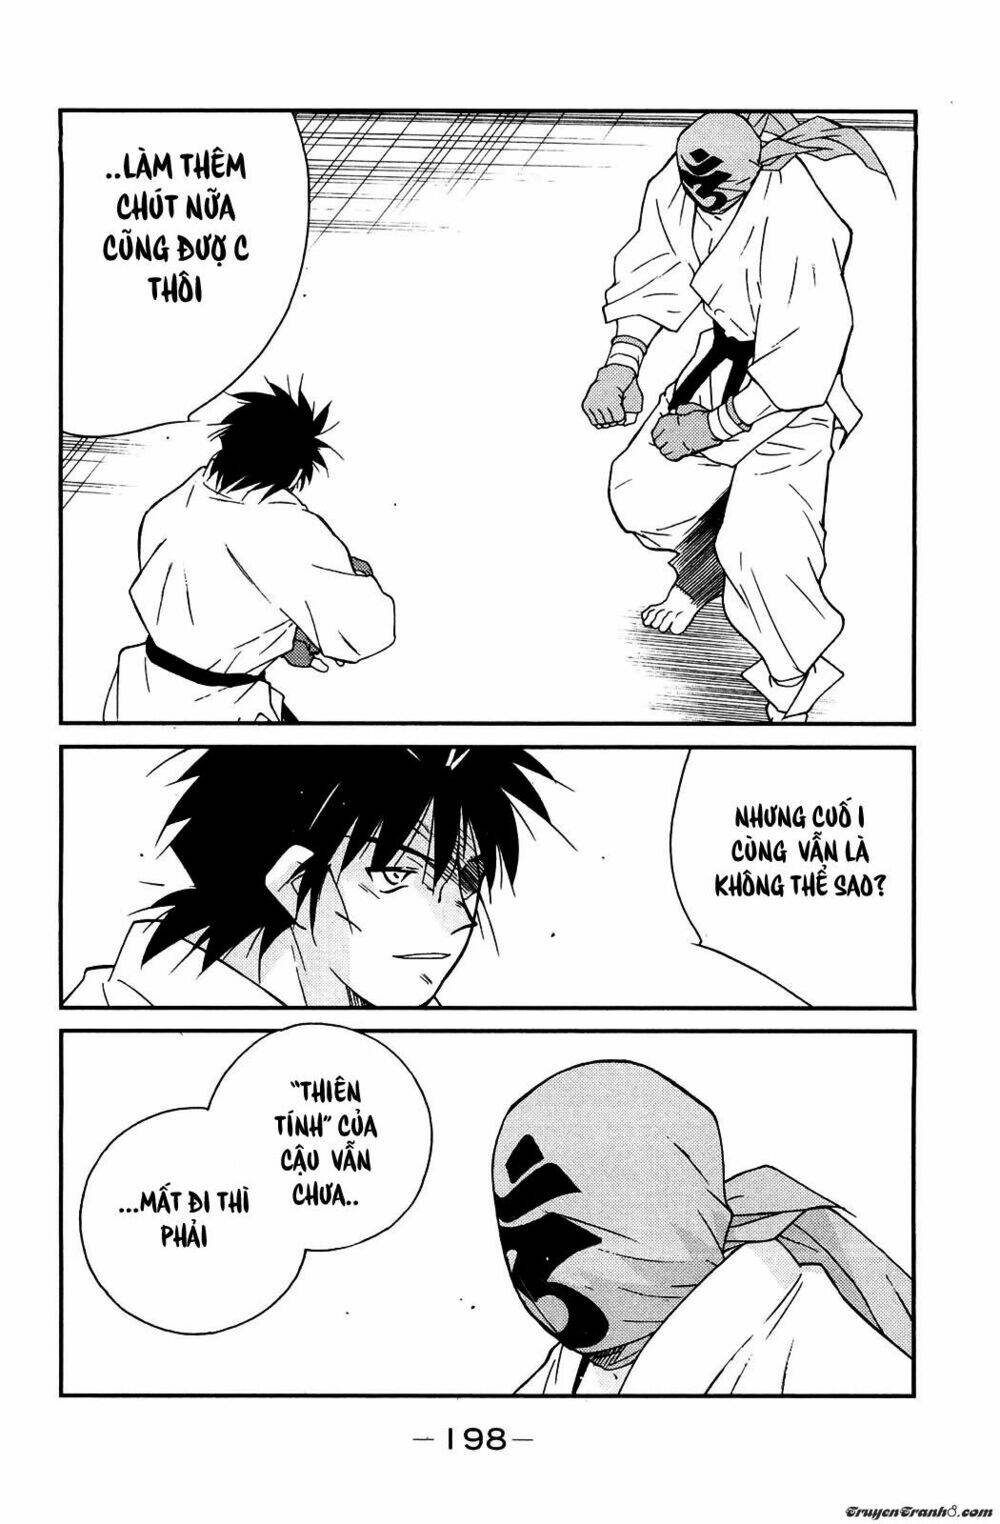 ..LÀM THÊM
CHÚT NỮA
CŨNG ĐƯỢ C
THÔI
NHƯNG CUỐ I
CÙNG VẪN LÀ
KHÔNG THỂ SAO?
"THIÊN
TÍNH" CỦA
CẬU VẪN
CHƯA..
...MẤT ĐI THÌ
PHẢI
-198-
TruyenTranh8.com